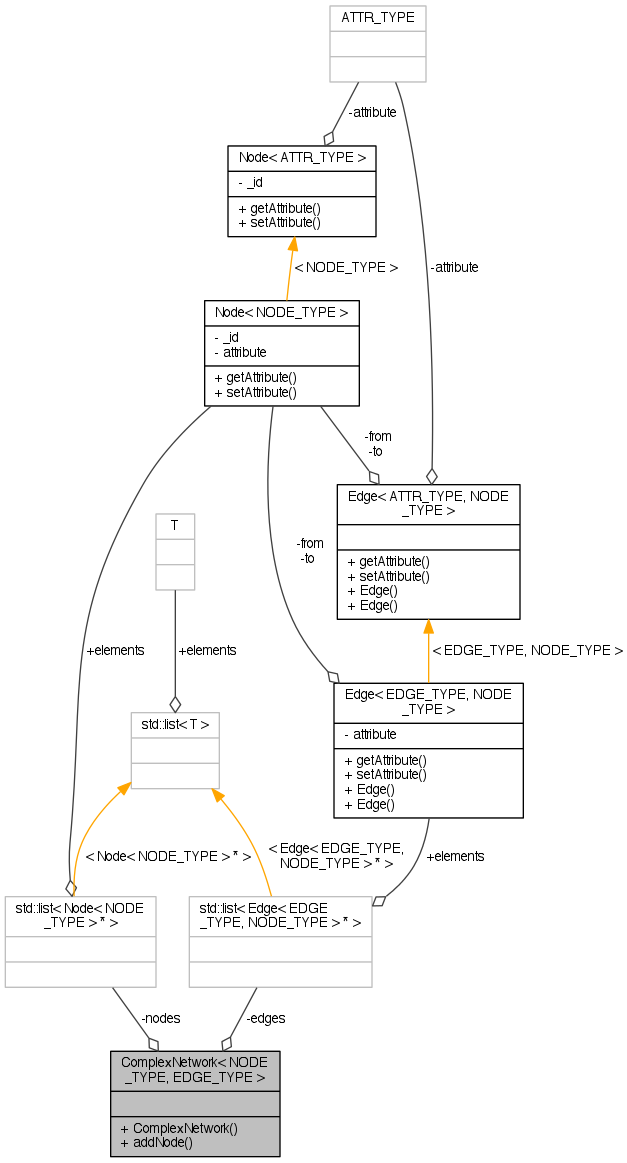 ATTR_TYPE
-attribute
Node< ATTR_TYPE >
- _id
+ getAttribute()
+ setAttribute()
< NODE_TYPE >
-attribute
Node< NODE_TYPE >
- _id
- attribute
+ getAttribute()
+ setAttribute()
-from
-to
Edge< ATTR_TYPE, NODE
_TYPE >
+ getAttribute()
+ setAttribute()
+ Edge()
+ Edge()
T
-from
-to
+elements
+elements
< EDGE_TYPE, NODE_TYPE >
Edge< EDGE_TYPE, NODE
_TYPE >
- attribute
+ getAttribute()
+ setAttribute()
+ Edge()
+ Edge()
std::list< T >
< Node< NODE_TYPE > * >
< Edge< EDGE_TYPE,
NODE_TYPE > * >
+elements
std::list< Node< NODE
_TYPE > * >
std::list< Edge< EDGE
_TYPE, NODE_TYPE > * >
-nodes
-edges
ComplexNetwork< NODE
_TYPE, EDGE_TYPE >
+ ComplexNetwork()
+ addNode()